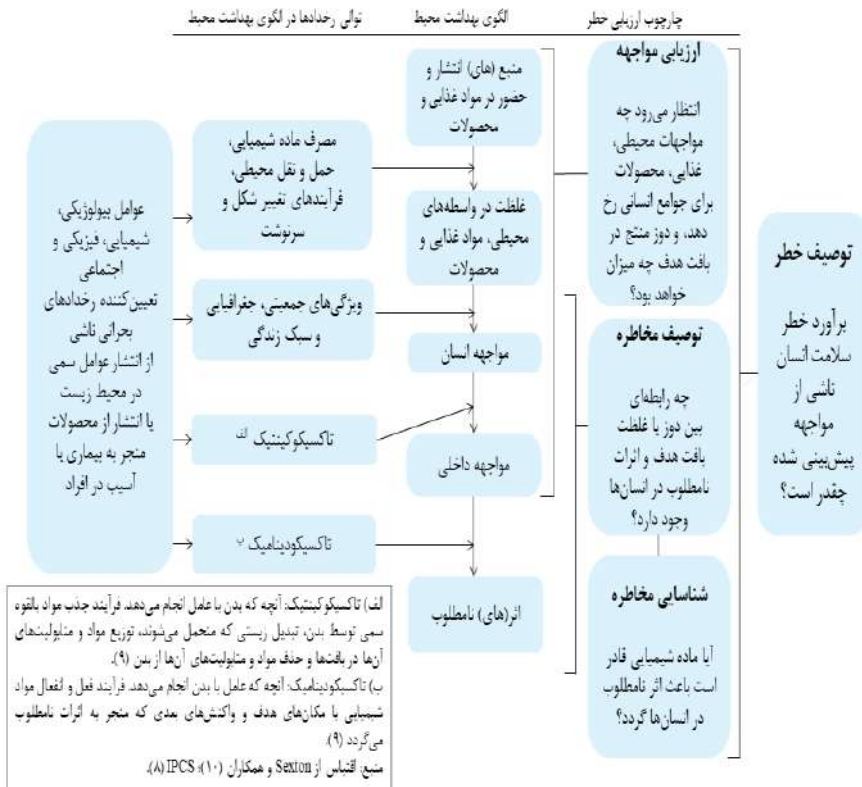 چارچوب ارزیابی خطر
الگوی بهداشت محیط
توالی رخدادها در الگوی بهداشت محیط
توصیف خطر
برآورد خطر
سلامت انسان
ناشی از
مواجهه
پیش‌بینی شده
چقدر است؟
ارزیابی مواجهه
انتظار می‌رود چه
مواجهات محیطی،
غذایی، محصولات
برای جوامع انسانی رخ
دهد، و دوز منتج در
بافت هدف چه میزان
خواهد بود؟
توصیف مخاطره
چه رابطه‌ای
بین دوز یا غلظت
بافت هدف و اثرات
نامطلوب در انسان‌ها
وجود دارد؟
شناسایی مخاطره
آیا ماده شیمیایی قادر
است باعث اثر نامطلوب
در انسان‌ها گردد؟
منبع (های) انتشار و
حضور در مواد غذایی و
محصولات
غلظت در واسطه‌های
محیطی، مواد غذایی و
محصولات
مواجهه انسان
مواجهه داخلی
اثر(های) نامطلوب
مصرف ماده شیمیایی،
حمل و نقل محیطی،
فرآیندهای تغییر شکل و
سرنوشت
ویژگی‌های جمعیتی، جغرافیایی
و سبک زندگی
تاکسیکوکینتیک الف
تاکسیکودینامیک ب
عوامل بیولوژیکی،
شیمیایی، فیزیکی و
اجتماعی
تعیین‌کننده رخدادهای
بحرانی ناشی
از انتشار عوامل سمی
در محیط زیست
یا انتشار از محصولات
منجر به بیماری یا
آسیب در افراد
الف) تاکسیکوکینتیک: آنچه که بدن با عامل انجام می‌دهد. فرآیند جذب مواد بالقوه
سمی توسط بدن، تبدیل زیستی که متحمل می‌شوند، توزیع مواد و متابولیت‌های
آن‌ها در بافت‌ها و حذف مواد و متابولیت‌های آن‌ها از بدن (۹).
ب) تاکسیکودینامیک: آنچه که عامل با بدن انجام می‌دهد. فرآیند فعل و انفعال مواد
شیمیایی با مکان‌های هدف و واکنش‌های بعدی که منجر به اثرات نامطلوب
می‌گردد (۹).
منبع: اقتباس از Sexton و همکاران (۱۰)؛ IPCS (۸).